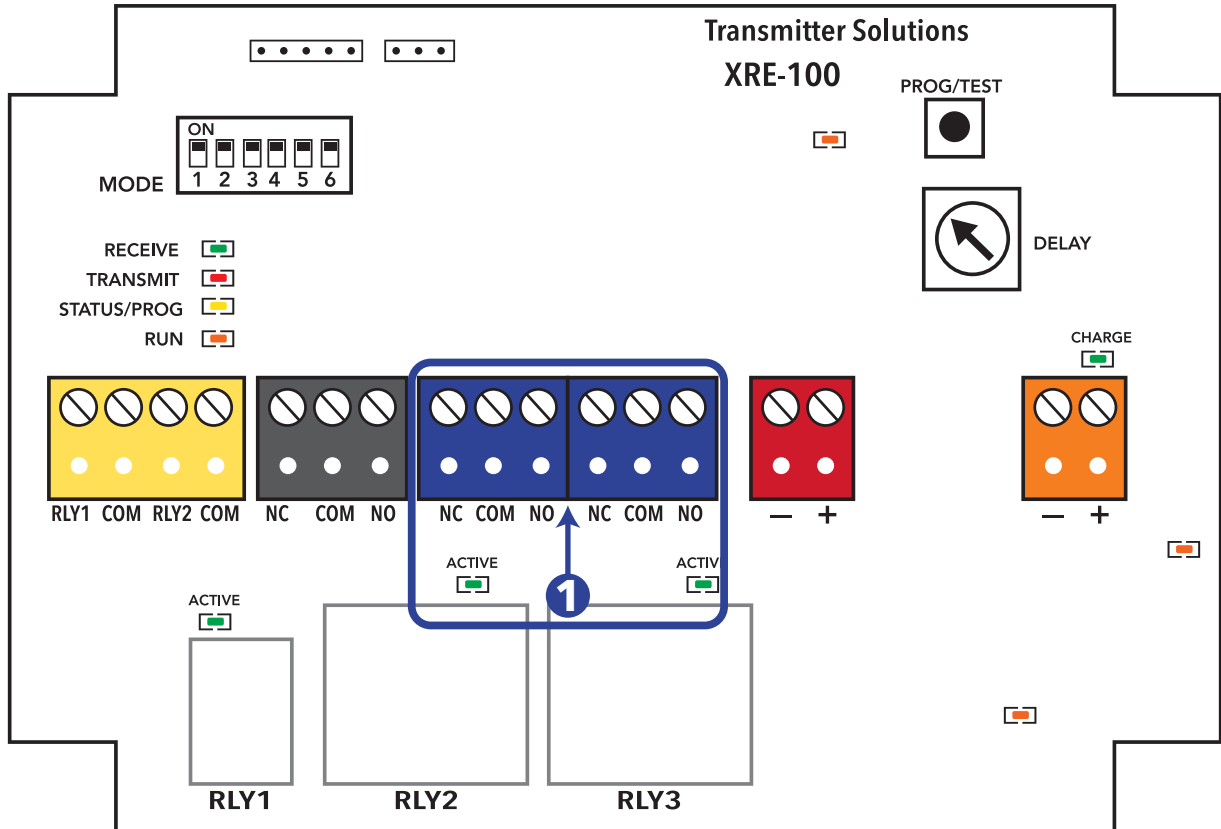 Transmitter Solutions
XRE-100
PROG/TEST
ON
1 2 3 4 5 6
MODE
DELAY
RECEIVE
TRANSMIT
STATUS/PROG
RUN
CHARGE
RLY1 COM RLY2 COM
NC COM NO
NC COM NO
NC COM NO
– +
– +
ACTIVE
ACTIV
1
ACTIVE
RLY1
RLY2
RLY3